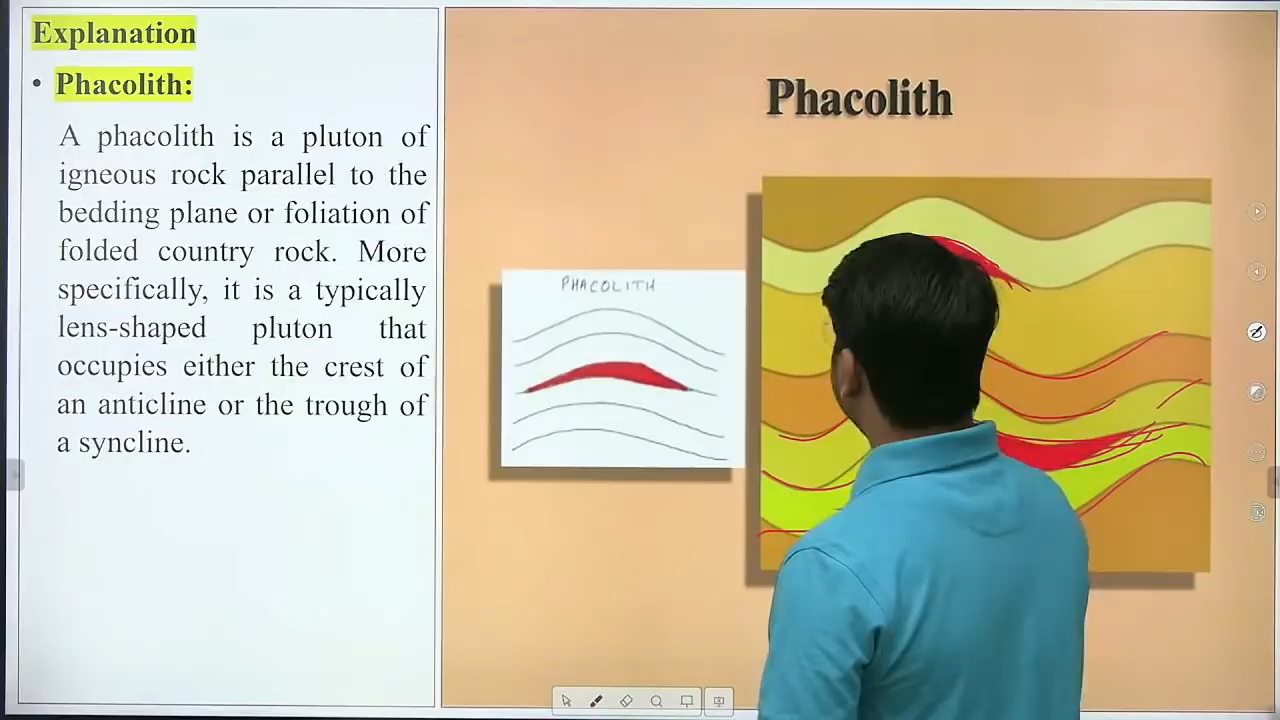 Explanation
• Phacolith:
A phacolith is a pluton of
igneous rock parallel to the
bedding plane or foliation of
folded country rock. More
specifically, it is a typically
lens-shaped pluton that
occupies either the crest of
an anticline or the trough of
a syncline.
Phacolith
PHACOLITH